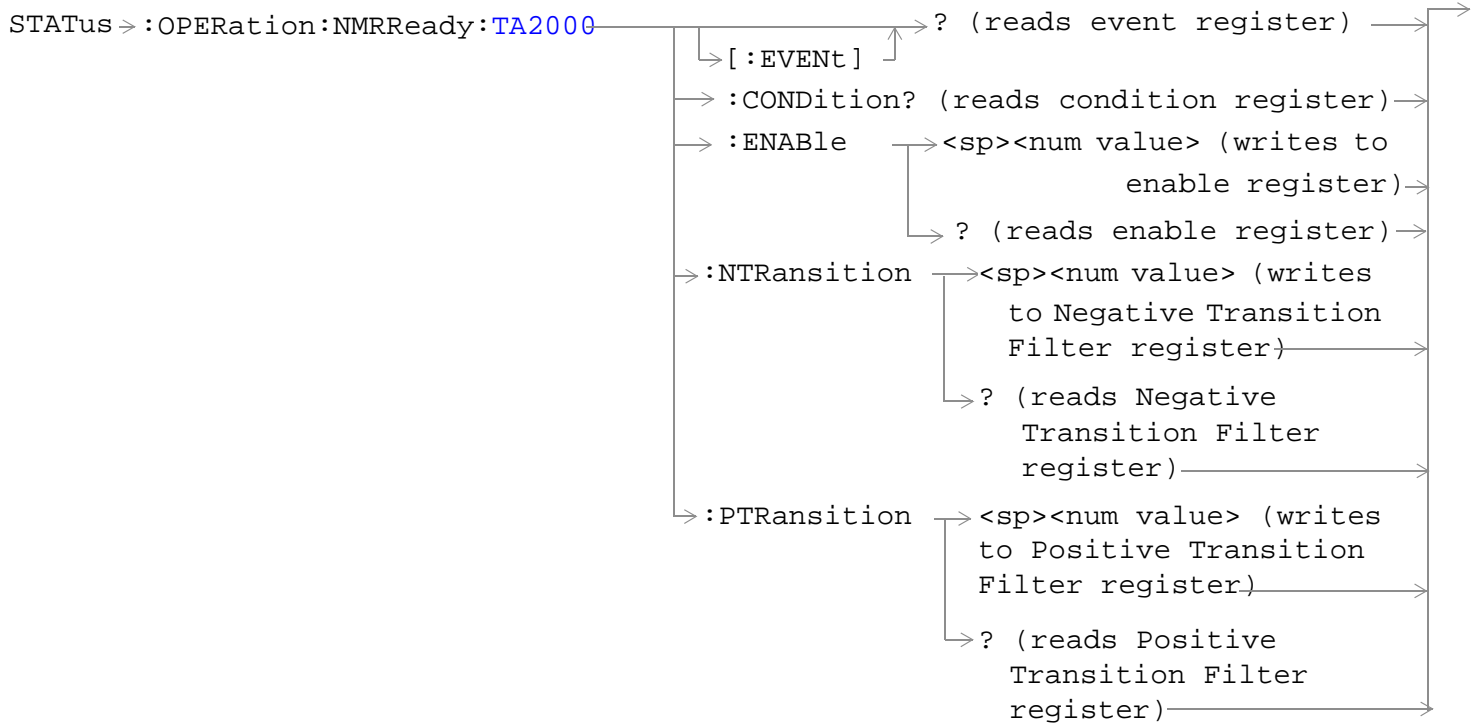 STATus :OPERation:NMRReady:TA2000 ? (reads event register)
[:EVENt]
:CONDition? (reads condition register)
:ENABle <sp><num value> (writes to
enable register)
? (reads enable register)
:NTRansition <sp><num value> (writes
to Negative Transition
Filter register)
? (reads Negative
Transition Filter
register)
:PTRansition <sp><num value> (writes
to Positive Transition
Filter register)
? (reads Positive
Transition Filter
register)